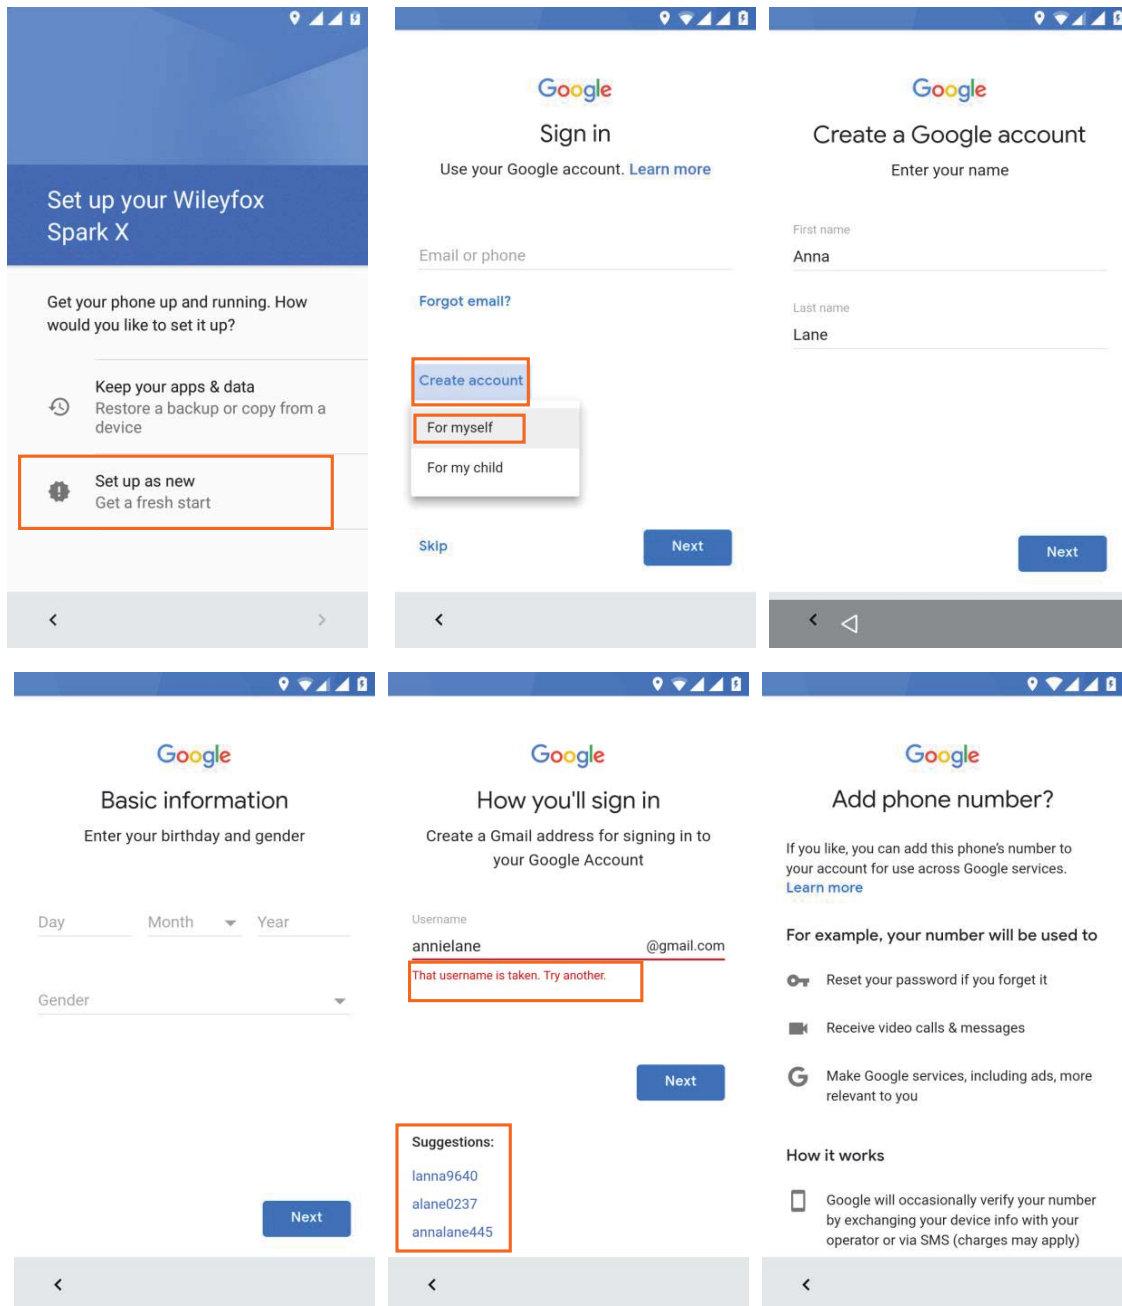 Set up your Wileyfox
Spark X
Get your phone up and running. How
would you like to set it up?
Keep your apps & data
Restore a backup or copy from a
device
Set up as new
Get a fresh start
Google
Sign in
Use your Google account. Learn more
Email or phone
Forgot email?
Create account
For myself
For my child
Skip
Next
Google
Create a Google account
Enter your name
First name
Anna
Last name
Lane
Next
Google
Basic information
Enter your birthday and gender
Day Month Year
Gender
Next
Google
How you'll sign in
Create a Gmail address for signing in to
your Google Account
Username
annielane @gmail.com
That username is taken. Try another.
Next
Suggestions:
lanna9640
alane0237
annalane445
Google
Add phone number?
If you like, you can add this phone's number to
your account for use across Google services.
Learn more
For example, your number will be used to
Reset your password if you forget it
Receive video calls & messages
G Make Google services, including ads, more
relevant to you
How it works
Google will occasionally verify your number
by exchanging your device info with your
operator or via SMS (charges may apply)